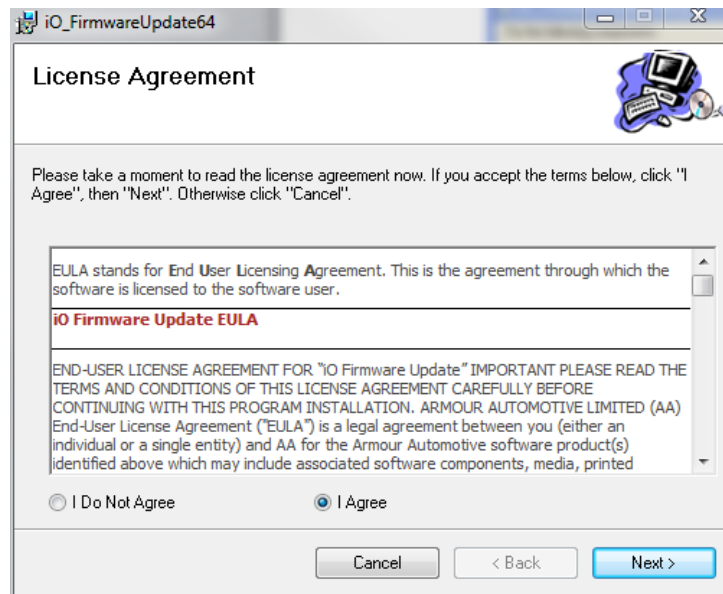 iO_FirmwareUpdate64
License Agreement
Please take a moment to read the license agreement now. If you accept the terms below, click "I
Agree", then "Next". Otherwise click "Cancel".
EULA stands for End User Licensing Agreement. This is the agreement through which the
software is licensed to the software user.
iO Firmware Update EULA
END-USER LICENSE AGREEMENT FOR “iO Firmware Update” IMPORTANT PLEASE READ THE
TERMS AND CONDITIONS OF THIS LICENSE AGREEMENT CAREFULLY BEFORE
CONTINUING WITH THIS PROGRAM INSTALLATION. ARMOUR AUTOMOTIVE LIMITED (AA)
End-User License Agreement ("EULA") is a legal agreement between you (either an
individual or a single entity) and AA for the Armour Automotive software product(s)
identified above which may include associated software components, media, printed
I Do Not Agree
I Agree
Cancel
< Back
Next >